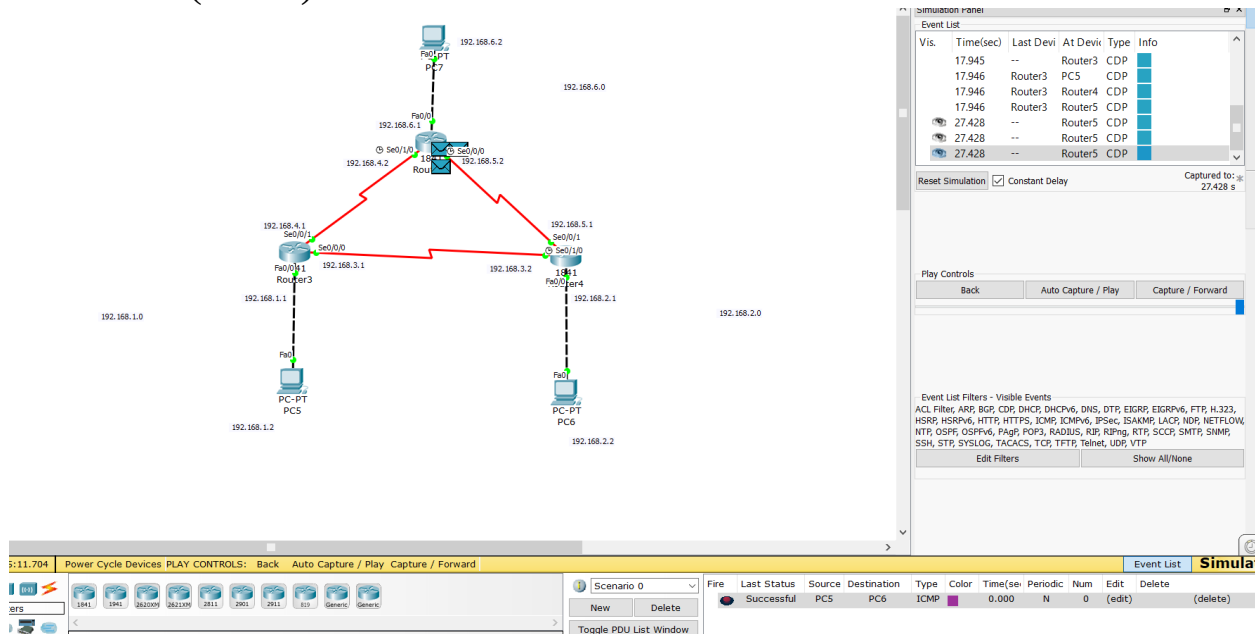 Simulation Panel
Event List
Vis. Time(sec) Last Devi At Devic Type Info
17.945 -- Router3 CDP
17.946 Router3 PC5 CDP
17.946 Router3 Router4 CDP
17.946 Router3 Router5 CDP
27.428 -- Router5 CDP
27.428 -- Router5 CDP
27.428 -- Router5 CDP
Reset Simulation Constant Delay Captured to: *
27.428 s
Play Controls
Back Auto Capture / Play Capture / Forward
Event List Filters - Visible Events
ACL Filter, ARP, BGP, CDP, DHCP, DHCPv6, DNS, DTP, EIGRP, EIGRPv6, FTP, H.323,
HSRP, HSRPv6, HTTP, HTTPS, ICMP, ICMPv6, IPSec, ISAKMP, LACP, NDP, NETFLOW,
NTP, OSPF, OSPFv6, PAgP, POP3, RADIUS, RIP, RIPng, RTP, SCCP, SMTP, SNMP,
SSH, STP, SYSLOG, TACACS, TCP, TFTP, Telnet, UDP, VTP
Edit Filters Show All/None
192.168.6.2
Fa0 PT
PC7
192.168.6.0
Fa0/0
192.168.6.1
Se0/1/0 Se0/0/0
192.168.4.2 192.168.5.2
Rou
192.168.4.1 192.168.5.1
Se0/0/1 Se0/0/1
Se0/0/0 Se0/1/0
192.168.3.1 192.168.3.2
Fa0/0 41 1841
Router3 Fa0/0 ter4
192.168.1.1 192.168.2.1
192.168.1.0 192.168.2.0
Fa0 Fa0
PC-PT
PC5
PC-PT
PC6
192.168.1.2
192.168.2.2
5:11.704 Power Cycle Devices PLAY CONTROLS: Back Auto Capture / Play Capture / Forward
Event List Simula
1841 1941 2620XM 2621XM 2811 2901 2911 819 Generic Generic
Scenario 0
New Delete
Toggle PDU List Window
Fire Last Status Source Destination Type Color Time(se Periodic Num Edit Delete
Successful PC5 PC6 ICMP 0.000 N 0 (edit) (delete)